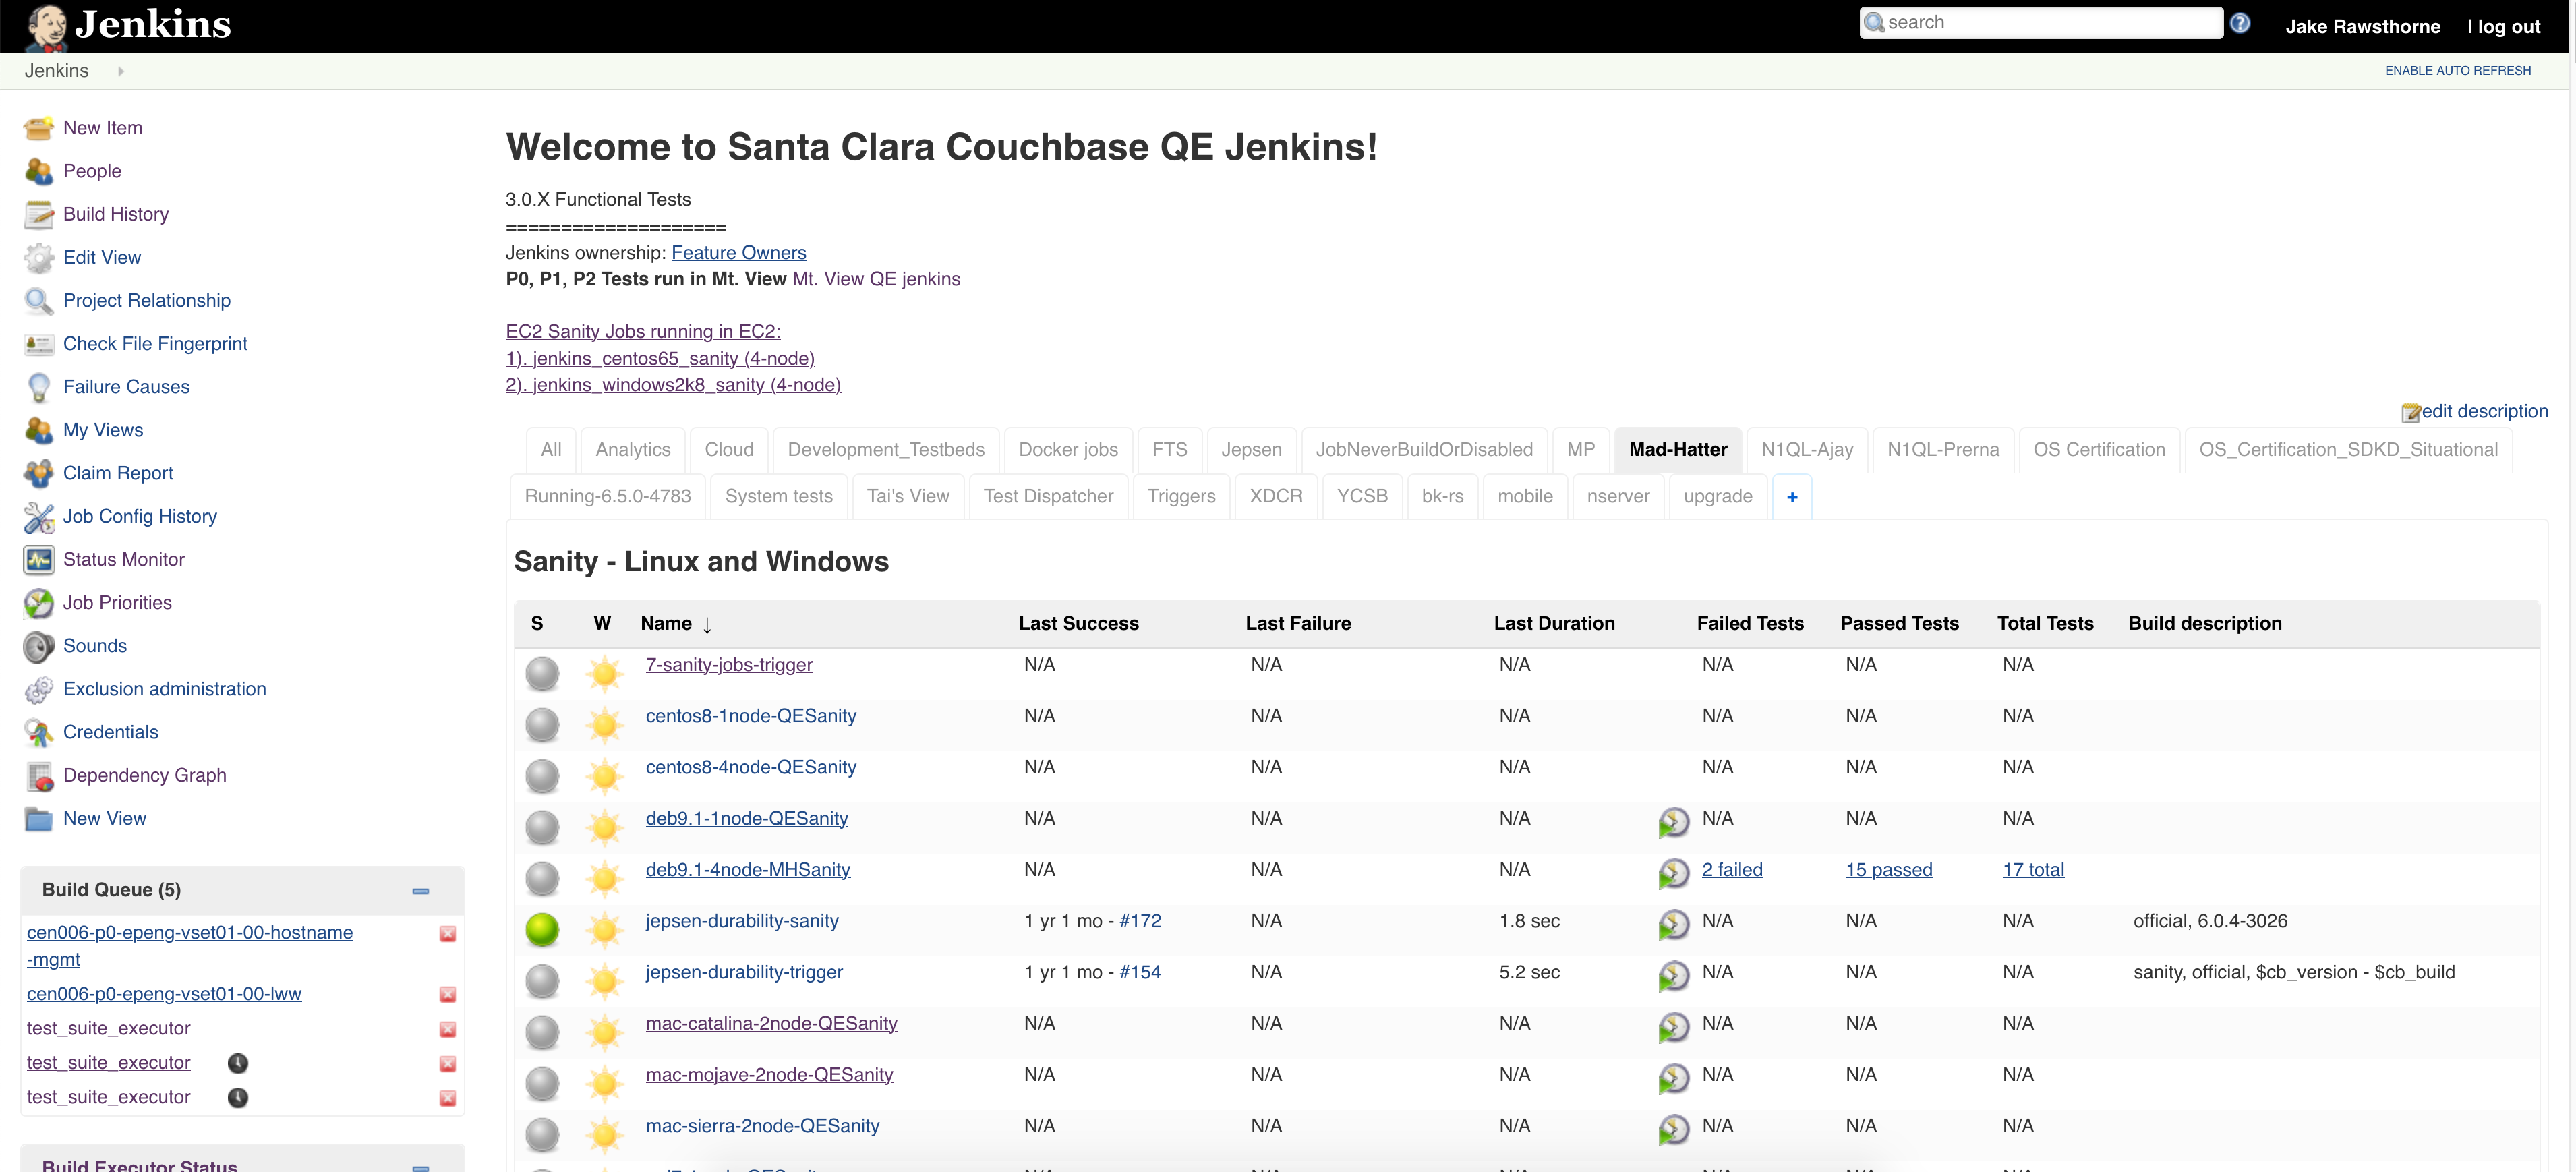 Jenkins
search
Jake Rawsthorne | log out
Jenkins
ENABLE AUTO REFRESH
New Item
People
Build History
Edit View
Project Relationship
Check File Fingerprint
Failure Causes
My Views
Claim Report
Job Config History
Status Monitor
Job Priorities
Sounds
Exclusion administration
Credentials
Dependency Graph
New View
Build Queue (5)
cen006-p0-epeng-vset01-00-hostname
-mgmt
cen006-p0-epeng-vset01-00-lww
test_suite_executor
test_suite_executor
test_suite_executor
Build Executor Status
Welcome to Santa Clara Couchbase QE Jenkins!
3.0.X Functional Tests
====================
Jenkins ownership: Feature Owners
P0, P1, P2 Tests run in Mt. View Mt. View QE jenkins
EC2 Sanity Jobs running in EC2:
1). jenkins_centos65_sanity (4-node)
2). jenkins_windows2k8_sanity (4-node)
edit description
All Analytics Cloud Development_Testbeds Docker jobs FTS Jepsen JobNeverBuildOrDisabled MP Mad-Hatter N1QL-Ajay N1QL-Prerna OS Certification OS_Certification_SDKD_Situational
Running-6.5.0-4783 System tests Tai's View Test Dispatcher Triggers XDCR YCSB bk-rs mobile nserver upgrade +
Sanity - Linux and Windows
S W Name ↓ Last Success Last Failure Last Duration Failed Tests Passed Tests Total Tests Build description
7-sanity-jobs-trigger N/A N/A N/A N/A N/A N/A
centos8-1node-QESanity N/A N/A N/A N/A N/A N/A
centos8-4node-QESanity N/A N/A N/A N/A N/A N/A
deb9.1-1node-QESanity N/A N/A N/A N/A N/A N/A
deb9.1-4node-MHSanity N/A N/A N/A 2 failed 15 passed 17 total
jepsen-durability-sanity 1 yr 1 mo - #172 N/A 1.8 sec N/A N/A N/A official, 6.0.4-3026
jepsen-durability-trigger 1 yr 1 mo - #154 N/A 5.2 sec N/A N/A N/A sanity, official, $cb_version - $cb_build
mac-catalina-2node-QESanity N/A N/A N/A N/A N/A N/A
mac-mojave-2node-QESanity N/A N/A N/A N/A N/A N/A
mac-sierra-2node-QESanity N/A N/A N/A N/A N/A N/A